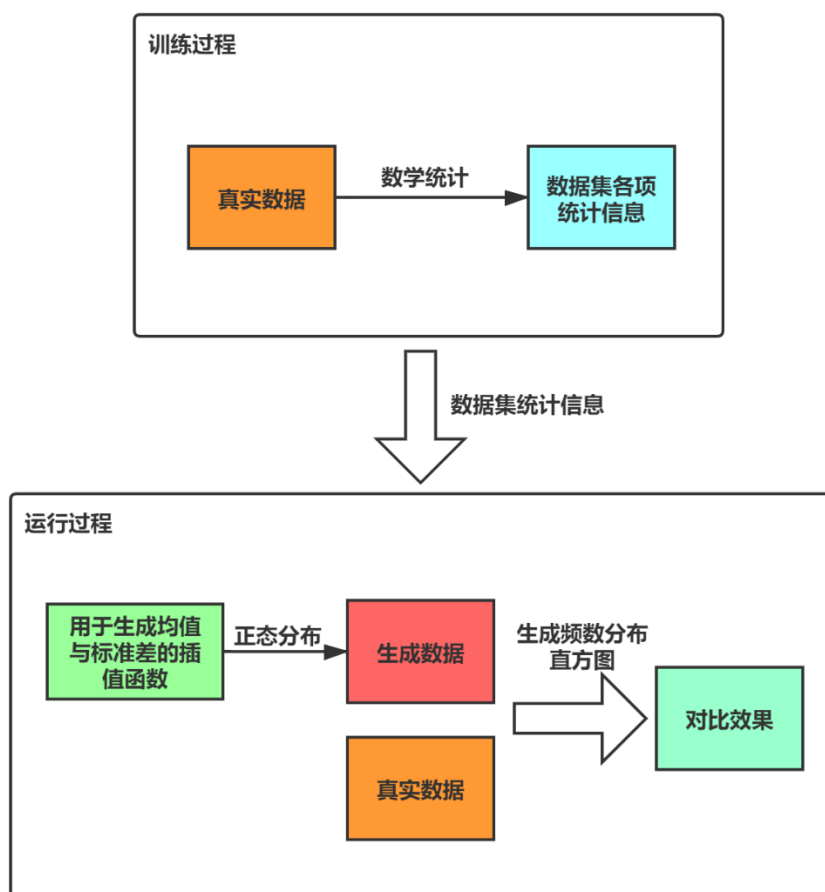 训练过程
真实数据
数学统计
数据集各项
统计信息
数据集统计信息
运行过程
用于生成均值
与标准差的插
值函数
正态分布
生成数据
生成频数分布
直方图
对比效果
真实数据